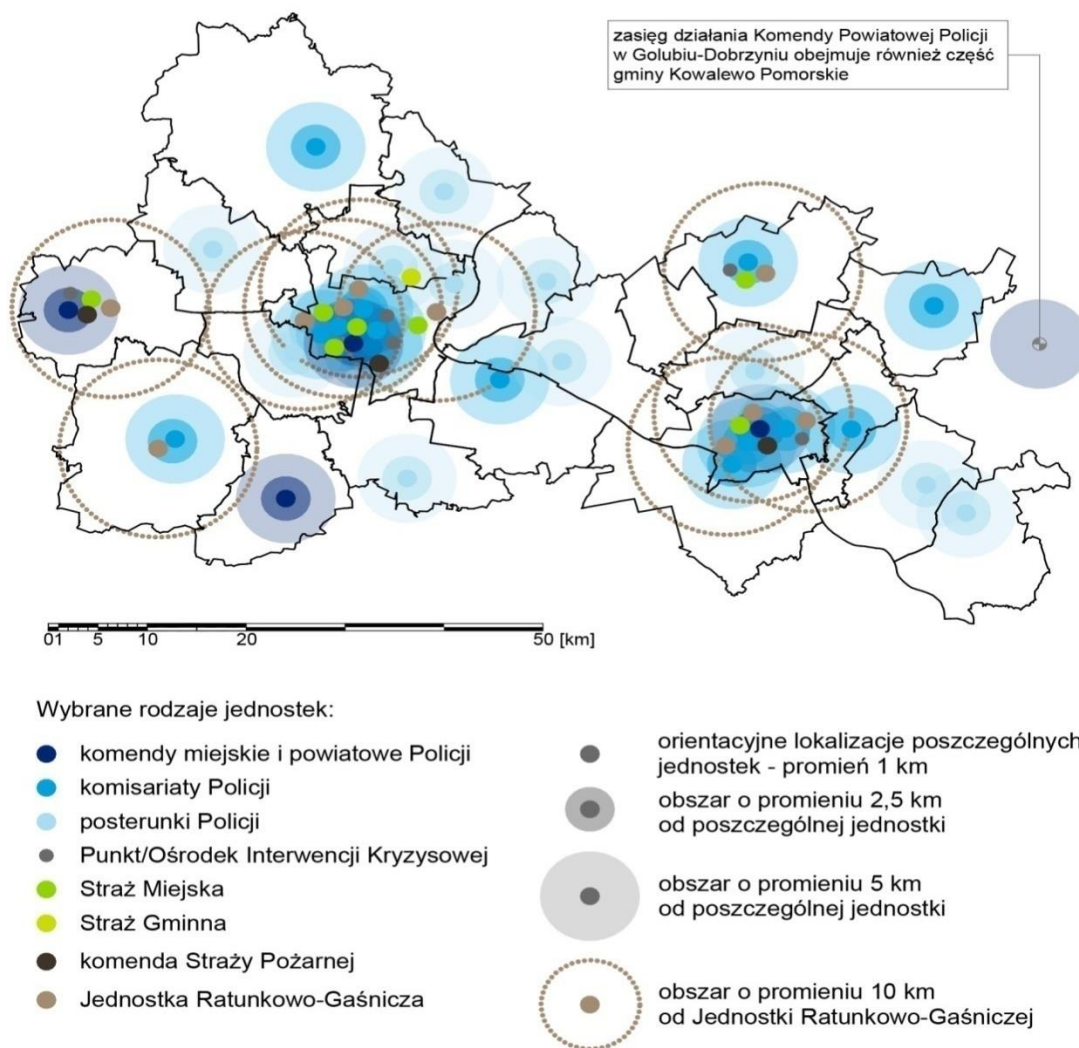 zasięg działania Komendy Powiatowej Policji
w Golubiu-Dobrzyniu obejmuje również część
gminy Kowalewo Pomorskie
01 5 10 20 50 [km]
Wybrane rodzaje jednostek:
komendy miejskie i powiatowe Policji
komisariaty Policji
posterunki Policji
Punkt/Ośrodek Interwencji Kryzysowej
Straż Miejska
Straż Gminna
komenda Straży Pożarnej
Jednostka Ratunkowo-Gaśnicza
orientacyjne lokalizacje poszczególnych
jednostek - promień 1 km
obszar o promieniu 2,5 km
od poszczególnej jednostki
obszar o promieniu 5 km
od poszczególnej jednostki
obszar o promieniu 10 km
od Jednostki Ratunkowo-Gaśniczej